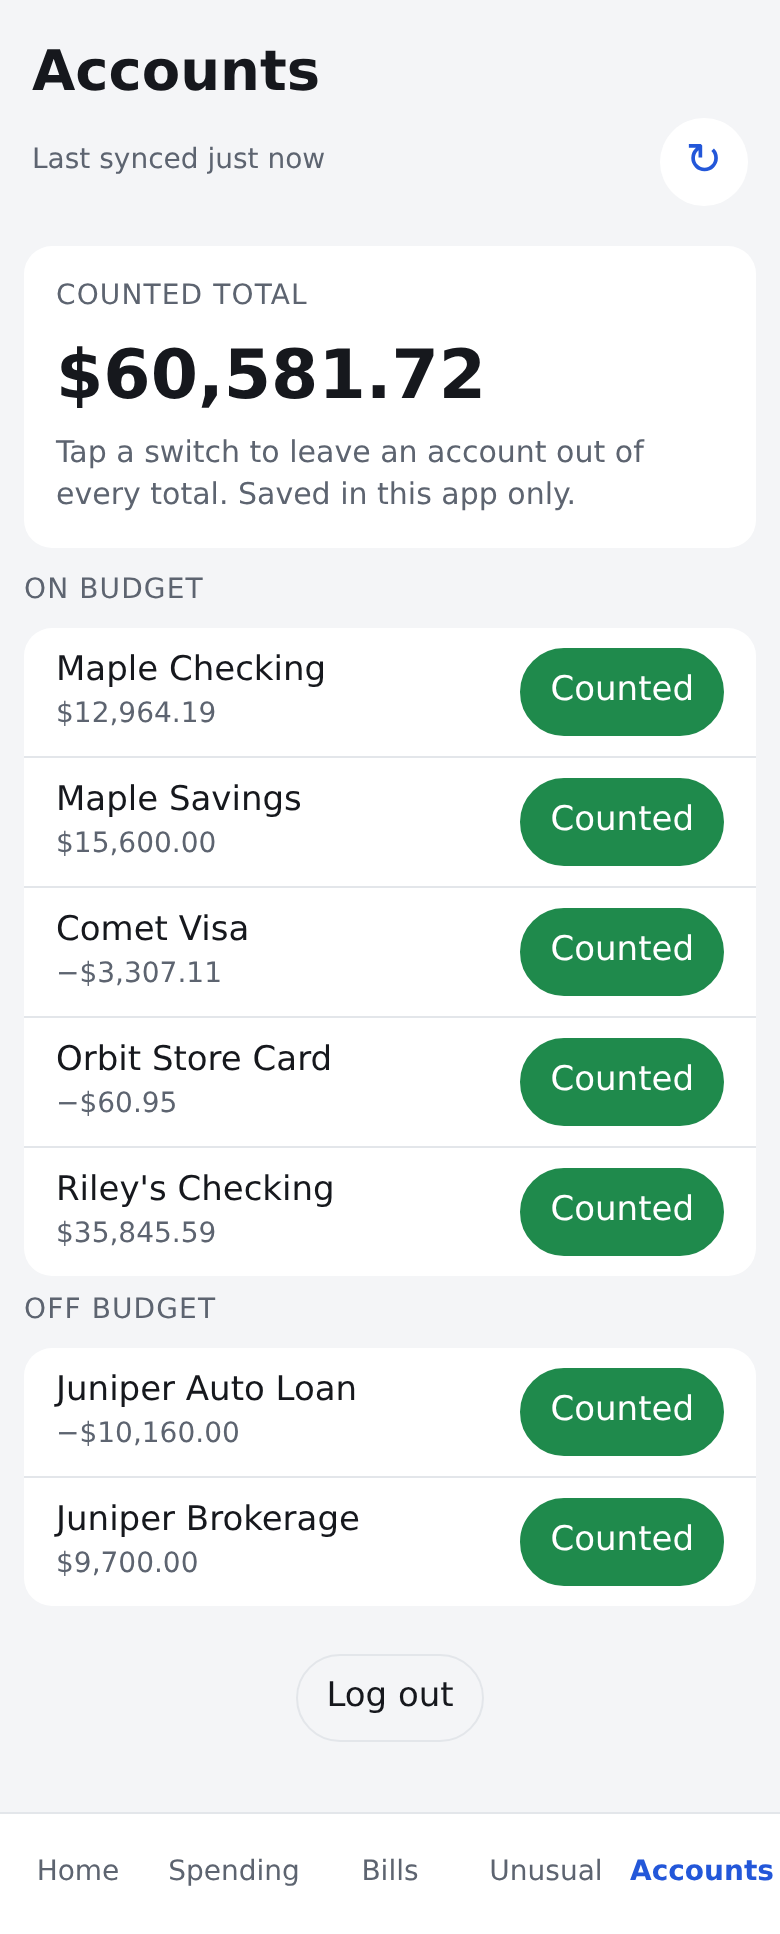 Accounts
Last synced just now
↻
COUNTED TOTAL
$60,581.72
Tap a switch to leave an account out of
every total. Saved in this app only.
ON BUDGET
Maple Checking
Counted
$12,964.19
Maple Savings
Counted
$15,600.00
Comet Visa
Counted
−$3,307.11
Orbit Store Card
Counted
−$60.95
Riley's Checking
Counted
$35,845.59
OFF BUDGET
Juniper Auto Loan
Counted
−$10,160.00
Juniper Brokerage
Counted
$9,700.00
Log out
Home Spending Bills Unusual Accounts